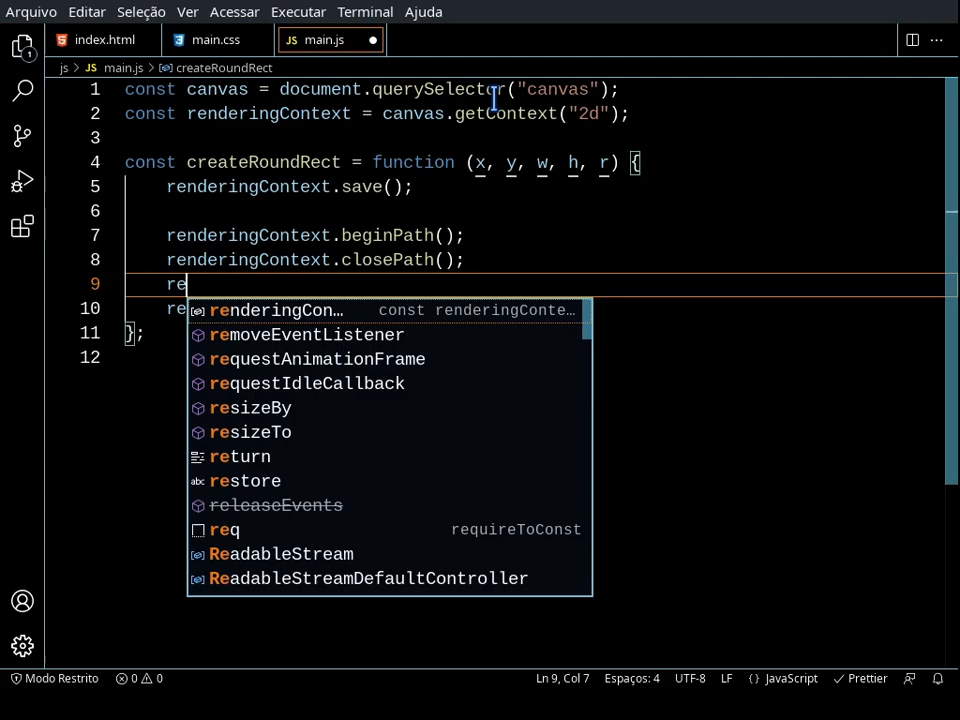 Arquivo Editar Seleção Ver Acessar Executar Terminal Ajuda
index.html main.css JS main.js
js JS main.js createRoundRect
1 const canvas = document.querySelector("canvas");
2 const renderingContext = canvas.getContext("2d");
3
4 const createRoundRect = function (x, y, w, h, r) {
5 renderingContext.save();
6
7 renderingContext.beginPath();
8 renderingContext.closePath();
9 re
10 re
renderingCon… const renderingConte…
removeEventListener
11 };
requestAnimationFrame
12
requestIdleCallback
resizeBy
resizeTo
return
abc restore
releaseEvents
req requireToConst
ReadableStream
ReadableStreamDefaultController
1
Modo Restrito 0 0 Ln 9, Col 7 Espaços: 4 UTF-8 LF {} JavaScript Prettier